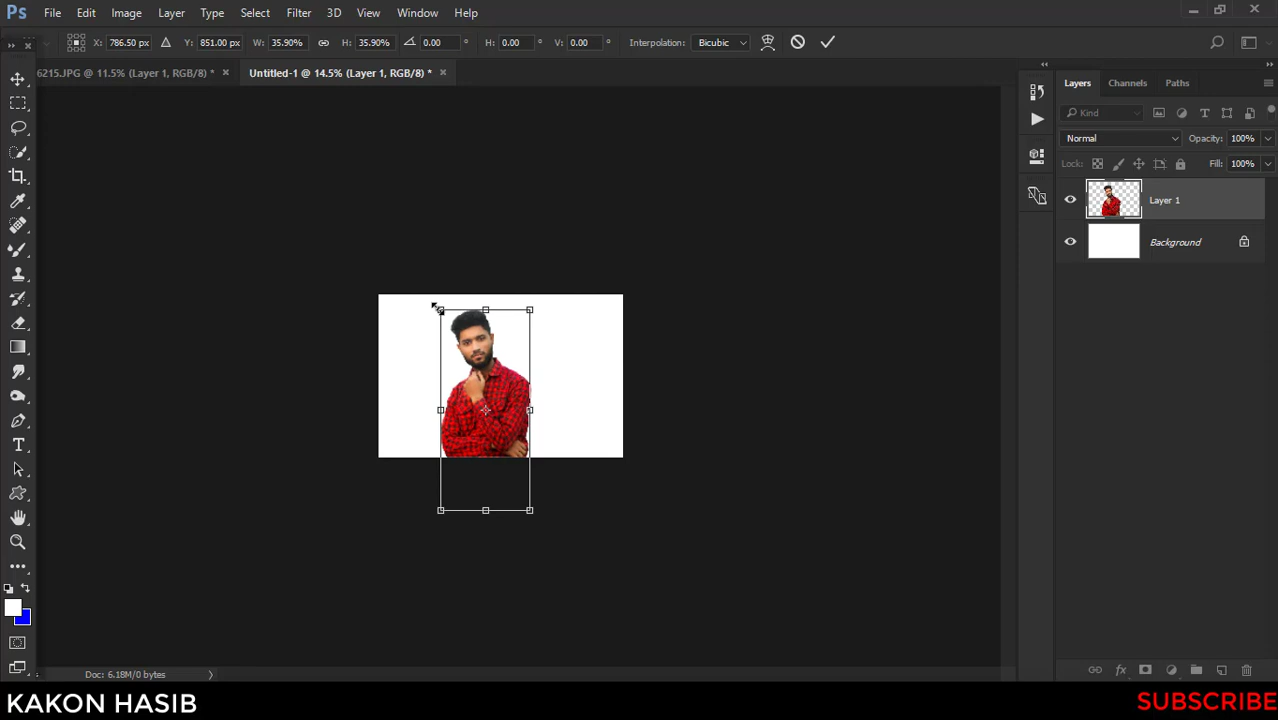 Ps File Edit Image Layer Type Select Filter 3D View Window Help
X: 786.50 px Y: 851.00 px W: 35.90% H: 35.90% 0.00 ° H: 0.00 ° V: 0.00 ° Interpolation: Bicubic
6215.JPG @ 11.5% (Layer 1, RGB/8) * × Untitled-1 @ 14.5% (Layer 1, RGB/8) * ×
Layers Channels Paths
Kind
Normal Opacity: 100%
Lock: Fill: 100%
Layer 1
Background
Doc: 6.18M/0 bytes
KAKON HASIB SUBSCRIBE